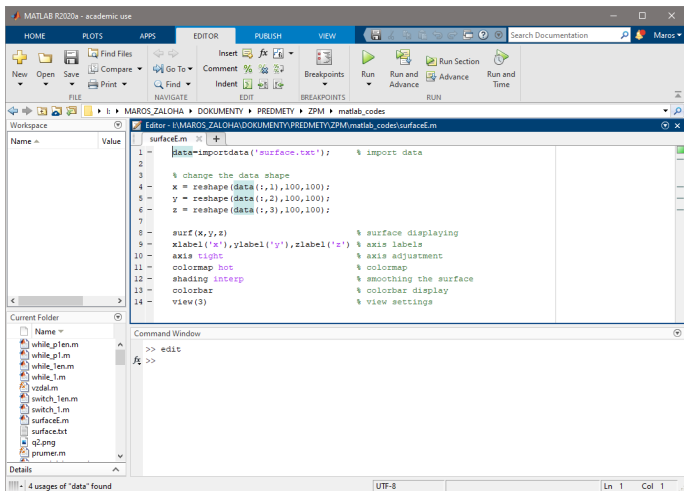 MATLAB R2020a - academic use
HOME PLOTS APPS EDITOR PUBLISH VIEW Search Documentation Maros
New Open Save Find Files Compare Print Go To Find Insert fx Comment % Indent Breakpoints Run Run and Advance Run Section Advance Run and Time
FILE NAVIGATE EDIT BREAKPOINTS RUN
I: MAROS_ZALOHA DOKUMENTY PREDMETY ZPM matlab_codes
Workspace
Name Value
Editor - I:\MAROS_ZALOHA\DOKUMENTY\PREDMETY\ZPM\matlab_codes\surfaceE.m
surfaceE.m
1 - data=importdata('surface.txt'); % import data
2
3 % change the data shape
4 - x = reshape(data(:,1),100,100);
5 - y = reshape(data(:,2),100,100);
6 - z = reshape(data(:,3),100,100);
7
8 - surf(x,y,z) % surface displaying
9 - xlabel('x'),ylabel('y'),zlabel('z') % axis labels
10 - axis tight % axis adjustment
11 - colormap hot % colormap
12 - shading interp % smoothing the surface
13 - colorbar % colorbar display
14 - view(3) % view settings
Current Folder
Name
while_p1en.m
while_p1.m
while_1en.m
while_1.m
vzdal.m
switch_1en.m
switch_1.m
surfaceE.m
surface.txt
q2.png
prumer.m
Details
Command Window
>> edit
fx >>
4 usages of "data" found UTF-8 Ln 1 Col 1